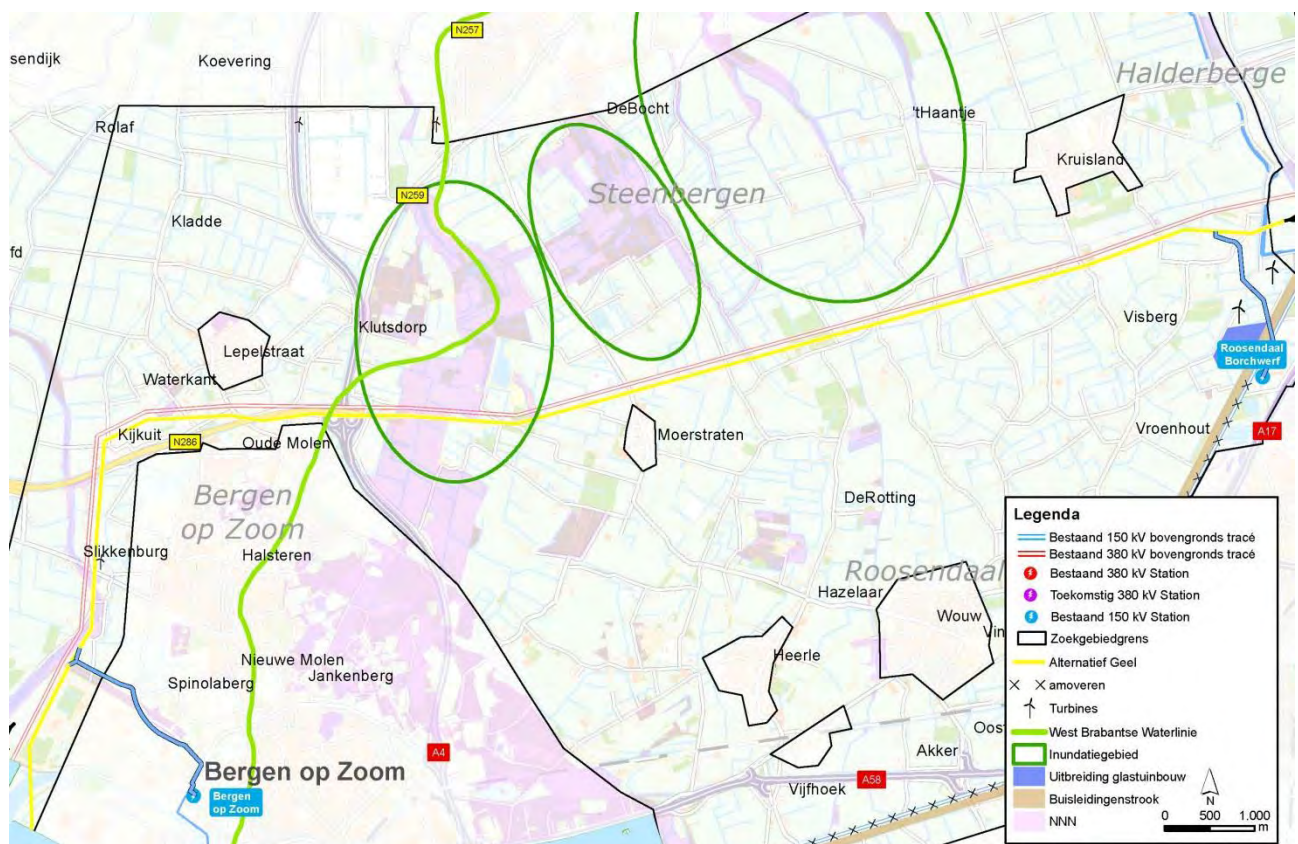 N257
sendijk
Koevering
Halderberge
DeBocht
'tHaantje
Rolaf
Kruisland
N259
Steenbergen
Kladde
fd
Visberg
Klutsdorp
Lepelstraat
Roosendaal
Borchwerf
Waterkant
Kijkuit
N286
Oude Molen
Moerstraten
Vroenhout
A17
Bergen
op Zoom
DeRotting
Slikkenburg
Halsteren
Roosendaal
Hazelaar
Wouw
Vin
Nieuwe Molen
Heerle
Spinolaberg
Jankenberg
Oost
Akker
A4
Bergen op Zoom
Bergen
op Zoom
Vijfhoek
A58
Legenda
Bestaand 150 kV bovengronds tracé
Bestaand 380 kV bovengronds tracé
Bestaand 380 kV Station
Toekomstig 380 kV Station
Bestaand 150 kV Station
Zoekgebiedgrens
Alternatief Geel
amoveren
Turbines
West Brabantse Waterlinie
Inundatiegebied
Uitbreiding glastuinbouw
Buisleidingenstrook
NNN
N
0 500 1.000
m